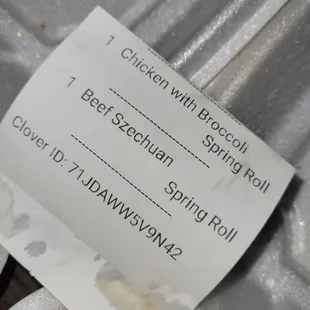 1 Chicken with Broccoli
Spring Roll
--------------------
1 Beef Szechuan
Spring Roll
--------------------
Clover ID: 71JDAWW5V9N42